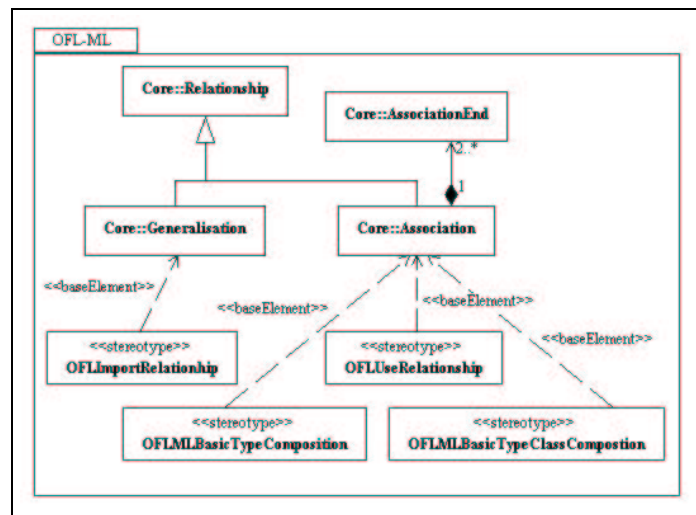 OFL-ML
Core::Relationship
Core::AssociationEnd
2..*
1
Core::Generalisation
Core::Association
<<baseElement>>
<<baseElement>>
<<baseElement>>
<<baseElement>>
<<stereotype>>
OFLImportRelationhip
<<stereotype>>
OFLUseRelationship
<<stereotype>>
OFLMLBasicTypeComposition
<<stereotype>>
OFLMLBasicTypeClassCompostion